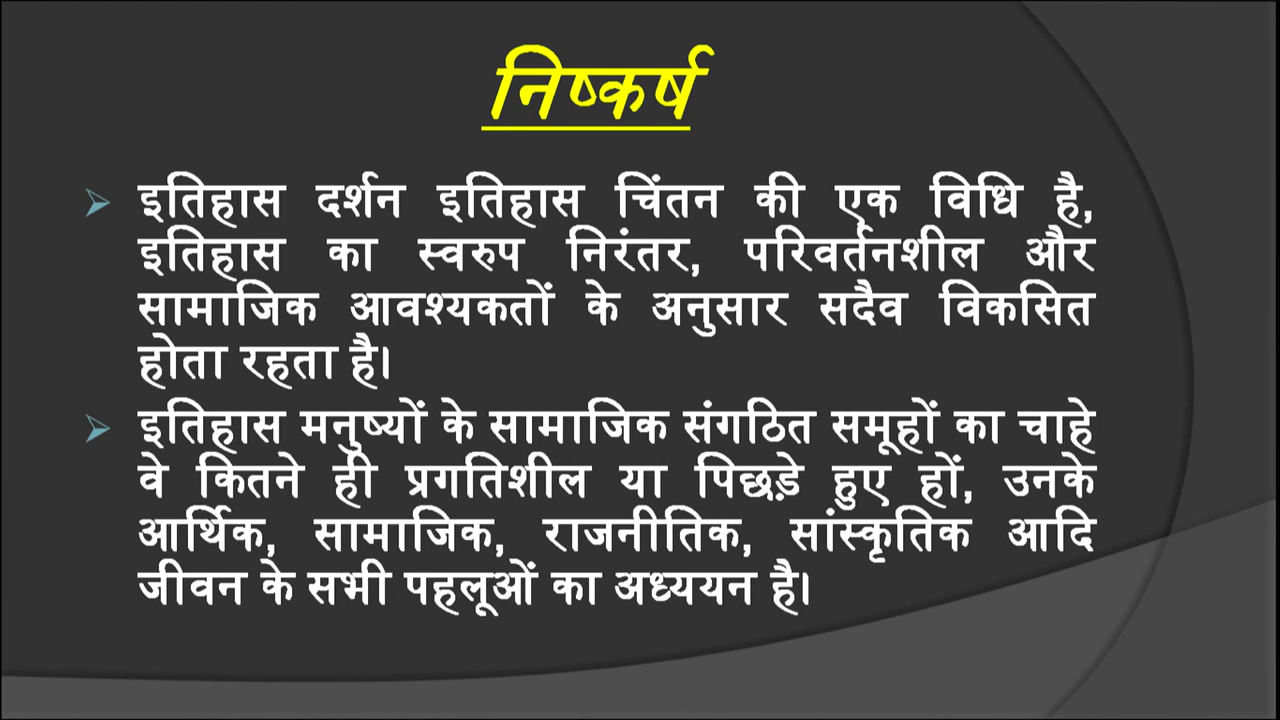 निष्कर्ष
इतिहास दर्शन इतिहास चिंतन की एक विधि है,
इतिहास का स्वरुप निरंतर, परिवर्तनशील और
सामाजिक आवश्यकतों के अनुसार सदैव विकसित
होता रहता है।
इतिहास मनुष्यों के सामाजिक संगठित समूहों का चाहे
वे कितने ही प्रगतिशील या पिछड़े हुए हों, उनके
आर्थिक, सामाजिक, राजनीतिक, सांस्कृतिक आदि
जीवन के सभी पहलूओं का अध्ययन है।